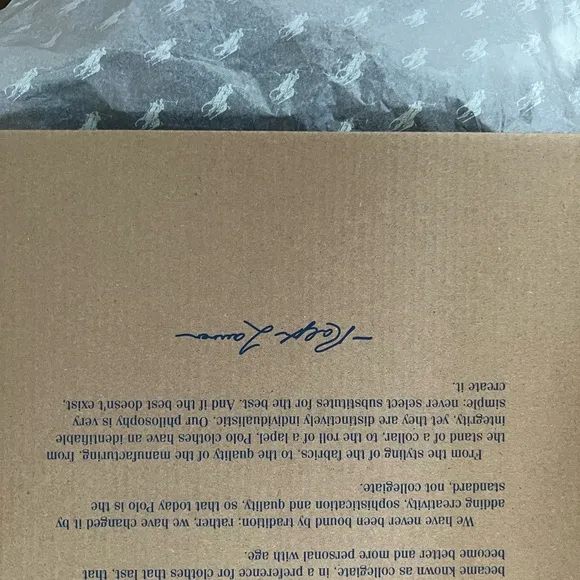 became known as collegiate, in a preference for clothes that last, that
become better and more personal with age.
We have never been bound by tradition: rather, we have changed it by
adding creativity, sophistication and quality, so that today Polo is the
standard, not collegiate.
From the styling of the fabrics, to the quality of the manufacturing, from
the stand of a collar, to the roll of a lapel, Polo clothes have an identifiable
integrity, yet they are distinctively individualistic. Our philosophy is very
simple: never select substitutes for the best. And if the best doesn't exist,
create it.
–Ralph Lauren